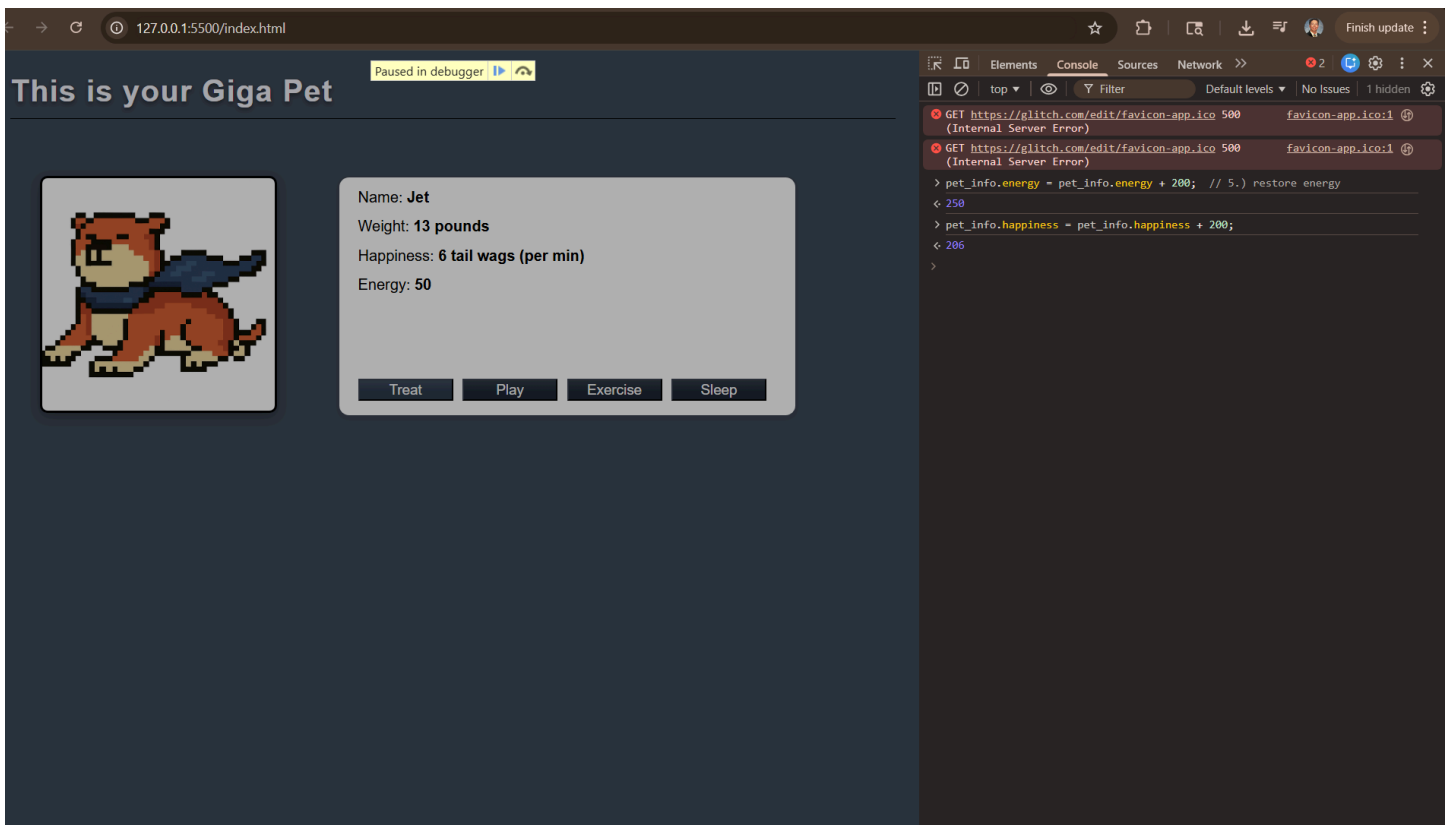 127.0.0.1:5500/index.html
Finish update
Paused in debugger
This is your Giga Pet
Name: Jet
Weight: 13 pounds
Happiness: 6 tail wags (per min)
Energy: 50
Treat Play Exercise Sleep
Elements Console Sources Network 2
top Filter Default levels No Issues 1 hidden
GET https://glitch.com/edit/favicon-app.ico 500 favicon-app.ico:1
(Internal Server Error)
GET https://glitch.com/edit/favicon-app.ico 500 favicon-app.ico:1
(Internal Server Error)
> pet_info.energy = pet_info.energy + 200; // 5.) restore energy
250
> pet_info.happiness = pet_info.happiness + 200;
206
>